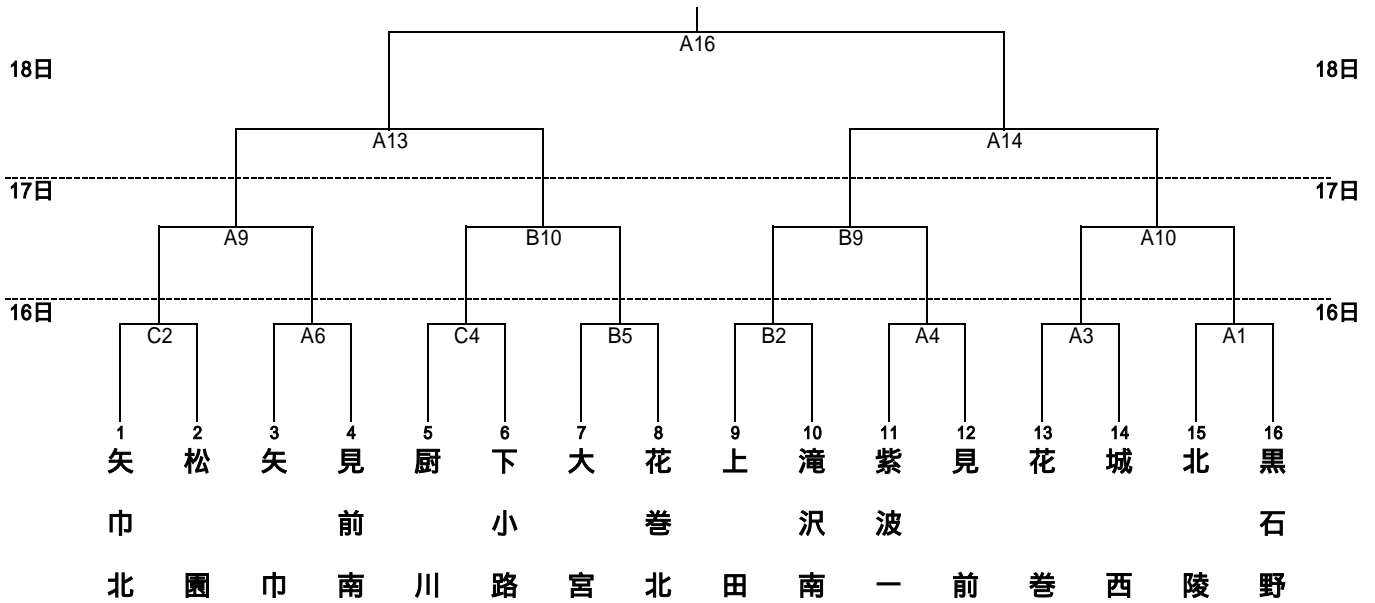 A16
18日 18日
A13 A14
17日 17日
A9 B10 B9 A10
16日 16日
C2 A6 C4 B5 B2 A4 A3 A1
1 2 3 4 5 6 7 8 9 10 11 12 13 14 15 16
矢巾北
松園
矢巾
見前南
厨川
下小路
大宮
花巻北
上田
滝沢南
紫波一
見前
花巻
城西
北陵
黒石野